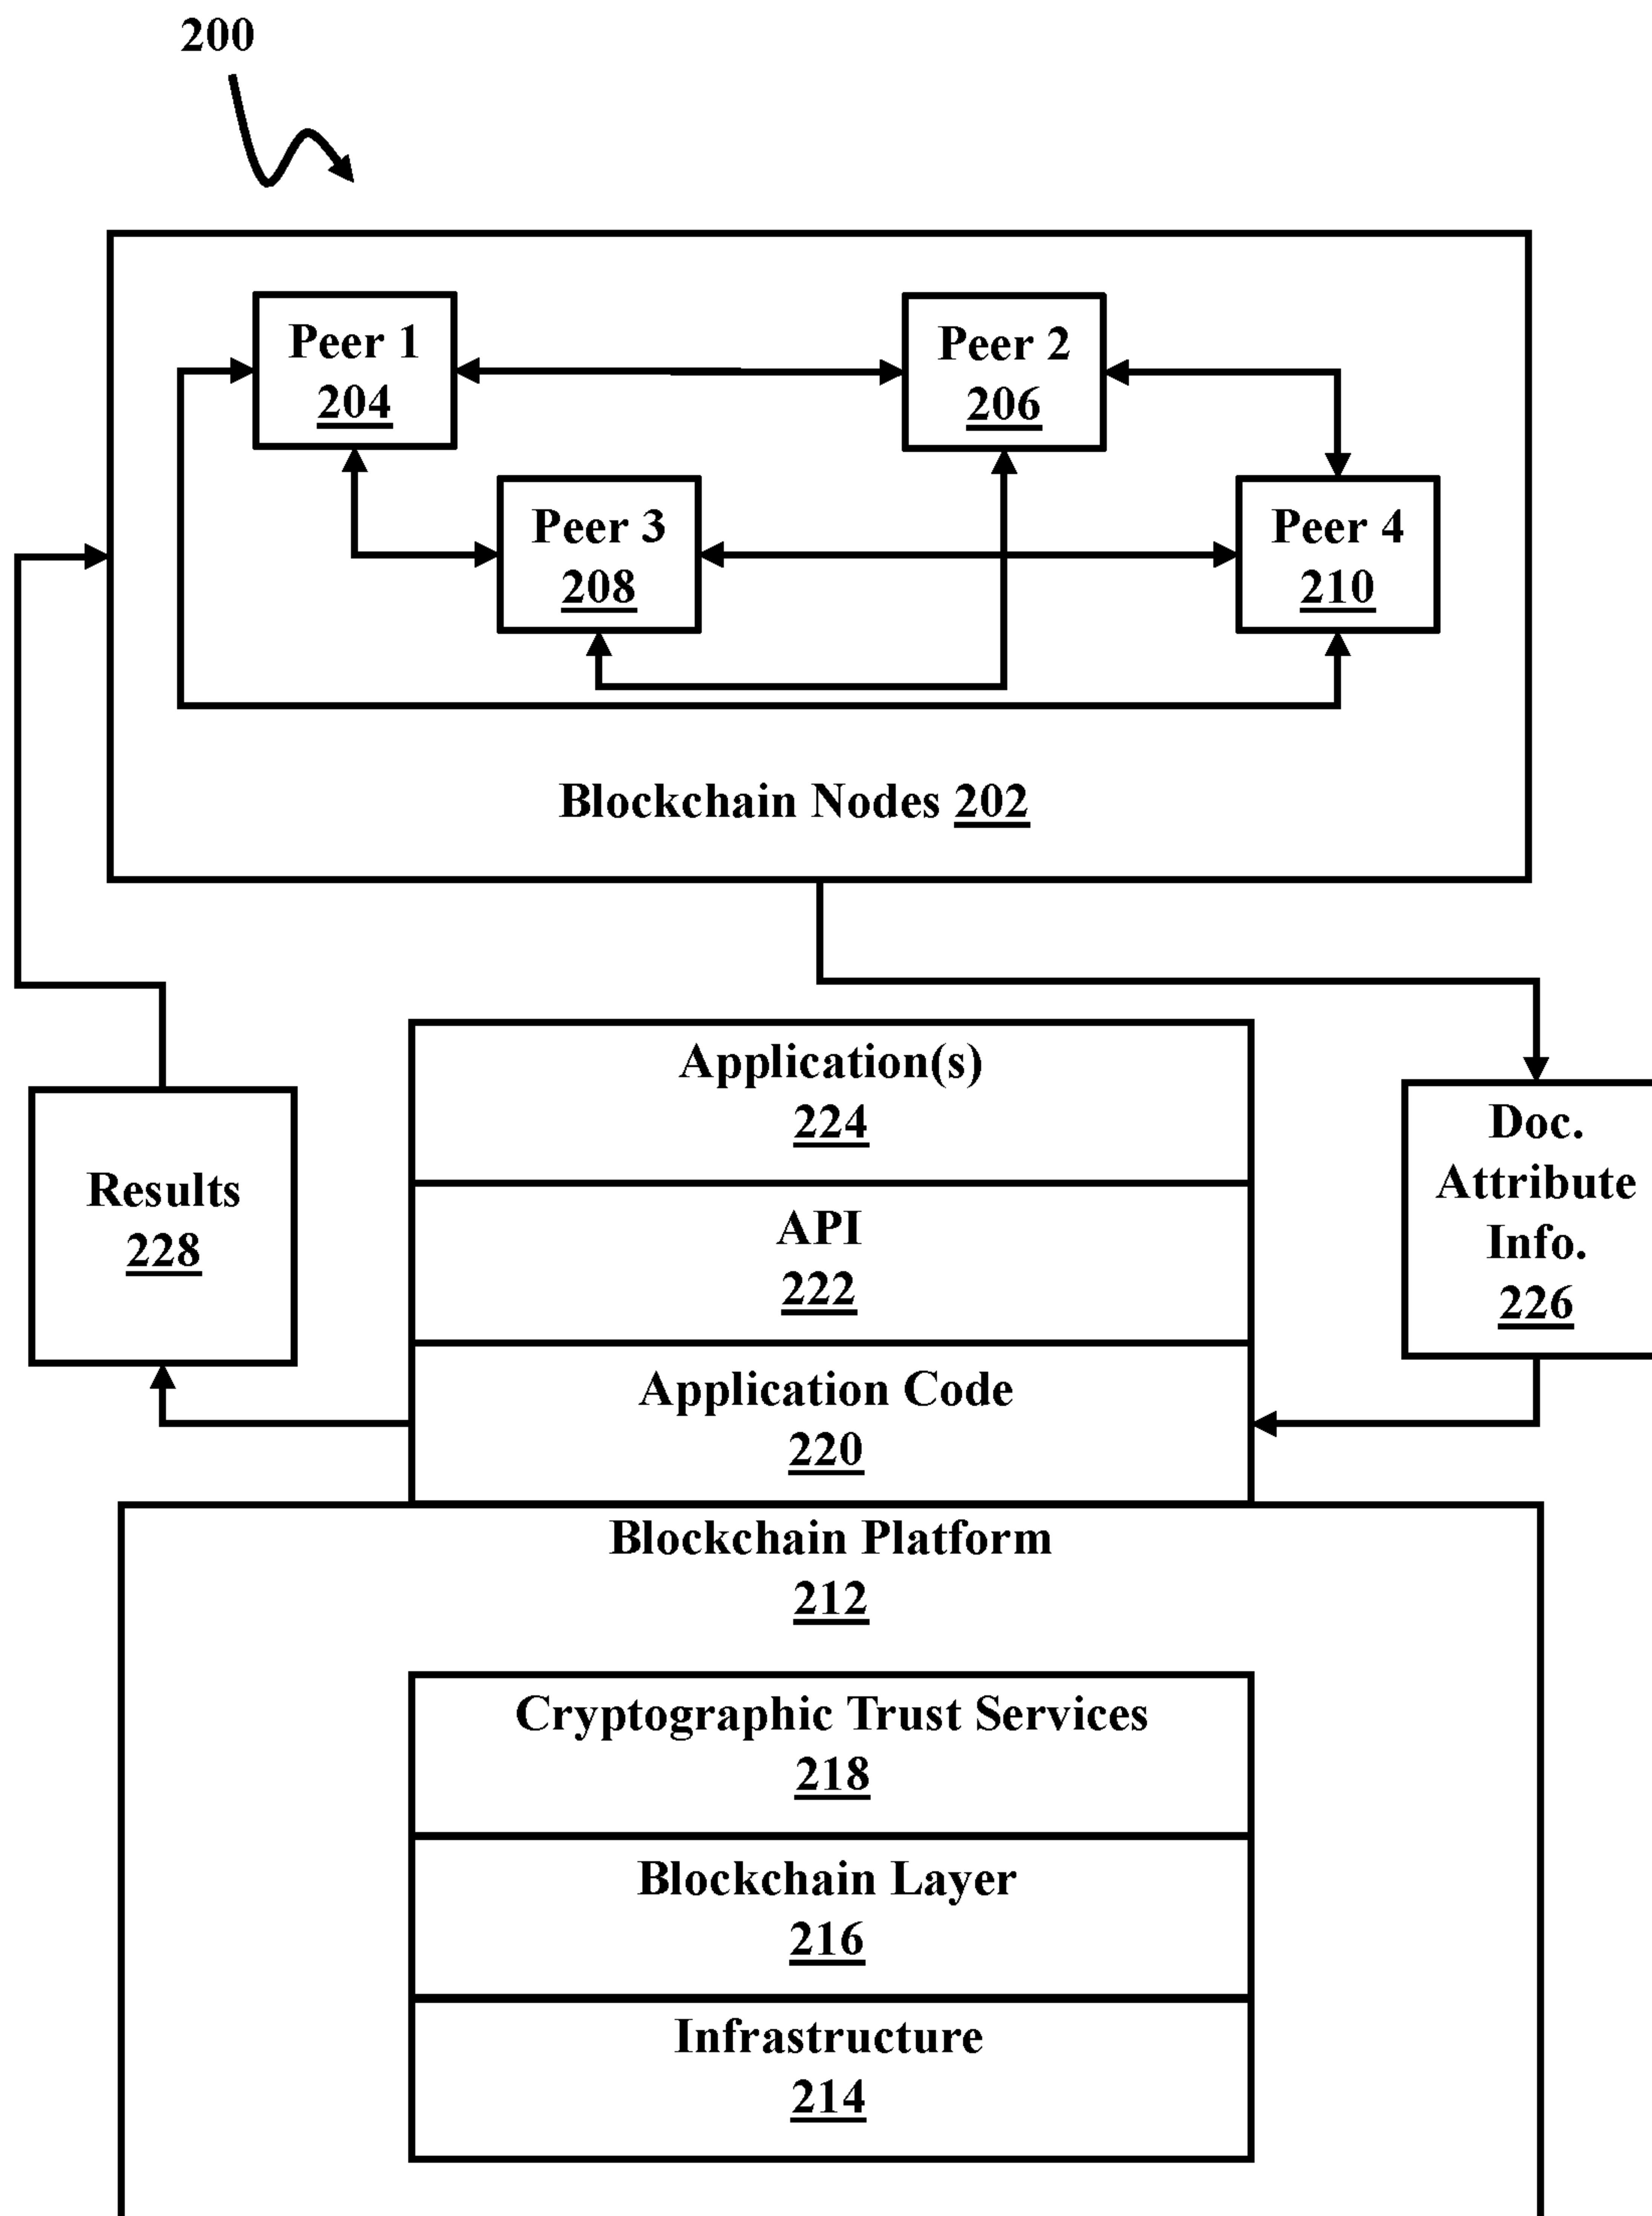 200
Peer 1
204
Peer 2
206
Peer 3
208
Peer 4
210
Blockchain Nodes 202
Application(s)
224
API
222
Application Code
220
Results
228
Doc.
Attribute
Info.
226
Blockchain Platform
212
Cryptographic Trust Services
218
Blockchain Layer
216
Infrastructure
214